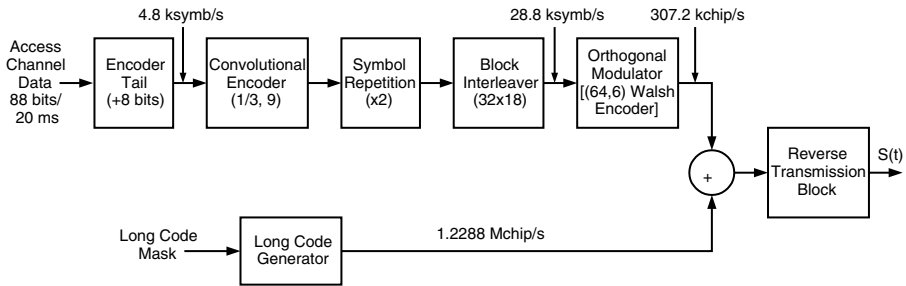 4.8 ksymb/s
28.8 ksymb/s
307.2 kchip/s
Access
Channel
Data
88 bits/
20 ms
Encoder
Tail
(+8 bits)
Convolutional
Encoder
(1/3, 9)
Symbol
Repetition
(x2)
Block
Interleaver
(32x18)
Orthogonal
Modulator
[(64,6) Walsh
Encoder]
+
Reverse
Transmission
Block
S(t)
Long Code
Mask
Long Code
Generator
1.2288 Mchip/s